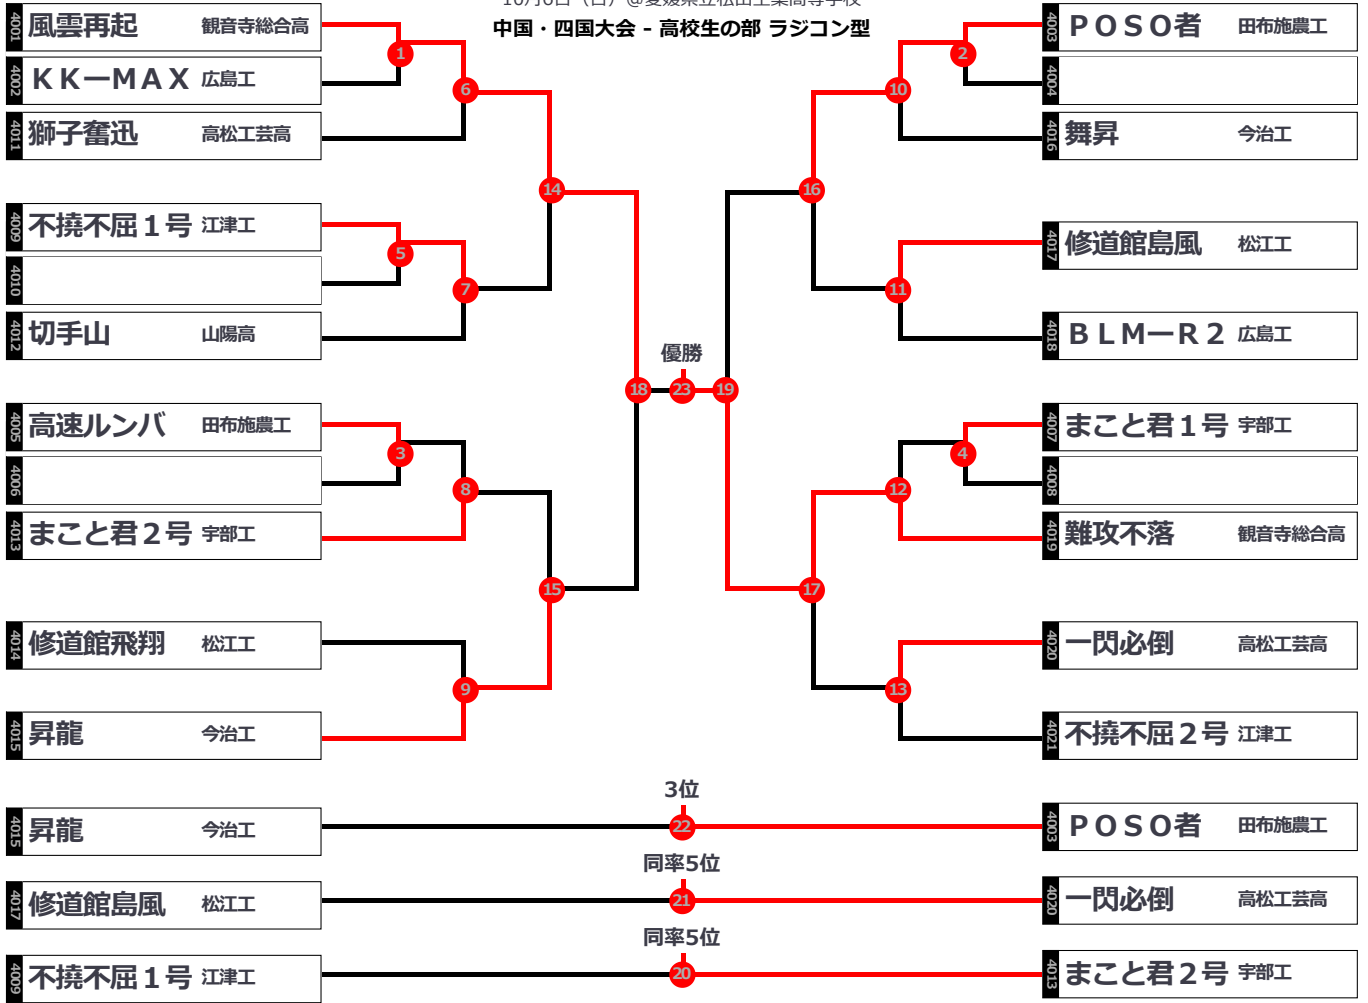 中国・四国大会 - 高校生の部 ラジコン型
4001 風雲再起 観音寺総合高
4002 ＫＫーＭＡＸ 広島工
4011 獅子奮迅 高松工芸高
4009 不撓不屈１号 江津工
4010
4012 切手山 山陽高
4005 高速ルンバ 田布施農工
4006
4013 まこと君２号 宇部工
4014 修道館飛翔 松江工
4015 昇龍 今治工
1
6
14
5
7
3
8
15
9
18
優勝
23
19
2
10
16
11
4
12
17
13
4003 ＰＯＳＯ者 田布施農工
4004
4016 舞昇 今治工
4017 修道館島風 松江工
4018 ＢＬＭーＲ２ 広島工
4007 まこと君１号 宇部工
4008
4019 難攻不落 観音寺総合高
4020 一閃必倒 高松工芸高
4021 不撓不屈２号 江津工
3位
4015 昇龍 今治工 22 4003 ＰＯＳＯ者 田布施農工
同率5位
4017 修道館島風 松江工 21 4020 一閃必倒 高松工芸高
同率5位
4009 不撓不屈１号 江津工 20 4013 まこと君２号 宇部工